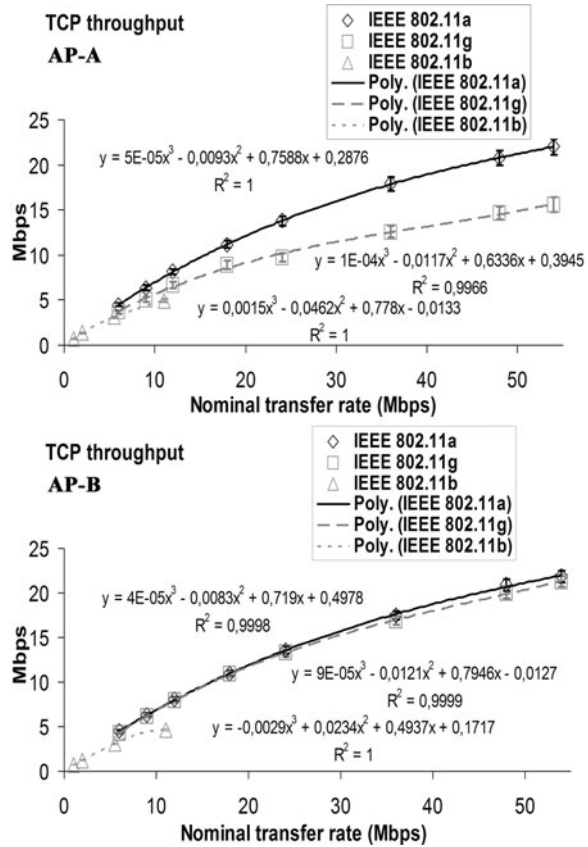 TCP throughput
AP-A
IEEE 802.11a
IEEE 802.11g
IEEE 802.11b
Poly. (IEEE 802.11a)
Poly. (IEEE 802.11g)
Poly. (IEEE 802.11b)
25
20
15
10
5
0
Mbps
y = 5E-05x³ - 0,0093x² + 0,7588x + 0,2876
R² = 1
y = 1E-04x³ - 0,0117x² + 0,6336x + 0,3945
R² = 0,9966
y = 0,0015x³ - 0,0462x² + 0,778x - 0,0133
R² = 1
0 10 20 30 40 50
Nominal transfer rate (Mbps)
TCP throughput
AP-B
IEEE 802.11a
IEEE 802.11g
IEEE 802.11b
Poly. (IEEE 802.11a)
Poly. (IEEE 802.11g)
Poly. (IEEE 802.11b)
25
20
15
10
5
0
Mbps
y = 4E-05x³ - 0,0083x² + 0,719x + 0,4978
R² = 0,9998
y = 9E-05x³ - 0,0121x² + 0,7946x - 0,0127
R² = 0,9999
y = -0,0029x³ + 0,0234x² + 0,4937x + 0,1717
R² = 1
0 10 20 30 40 50
Nominal transfer rate (Mbps)